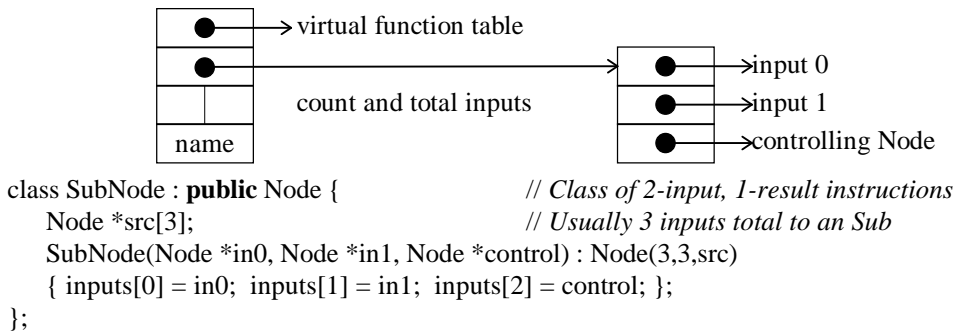 virtual function table
input 0
count and total inputs
input 1
name
controlling Node
class SubNode : public Node { // Class of 2-input, 1-result instructions
Node *src[3]; // Usually 3 inputs total to an Sub
SubNode(Node *in0, Node *in1, Node *control) : Node(3,3,src)
{ inputs[0] = in0; inputs[1] = in1; inputs[2] = control; };
};